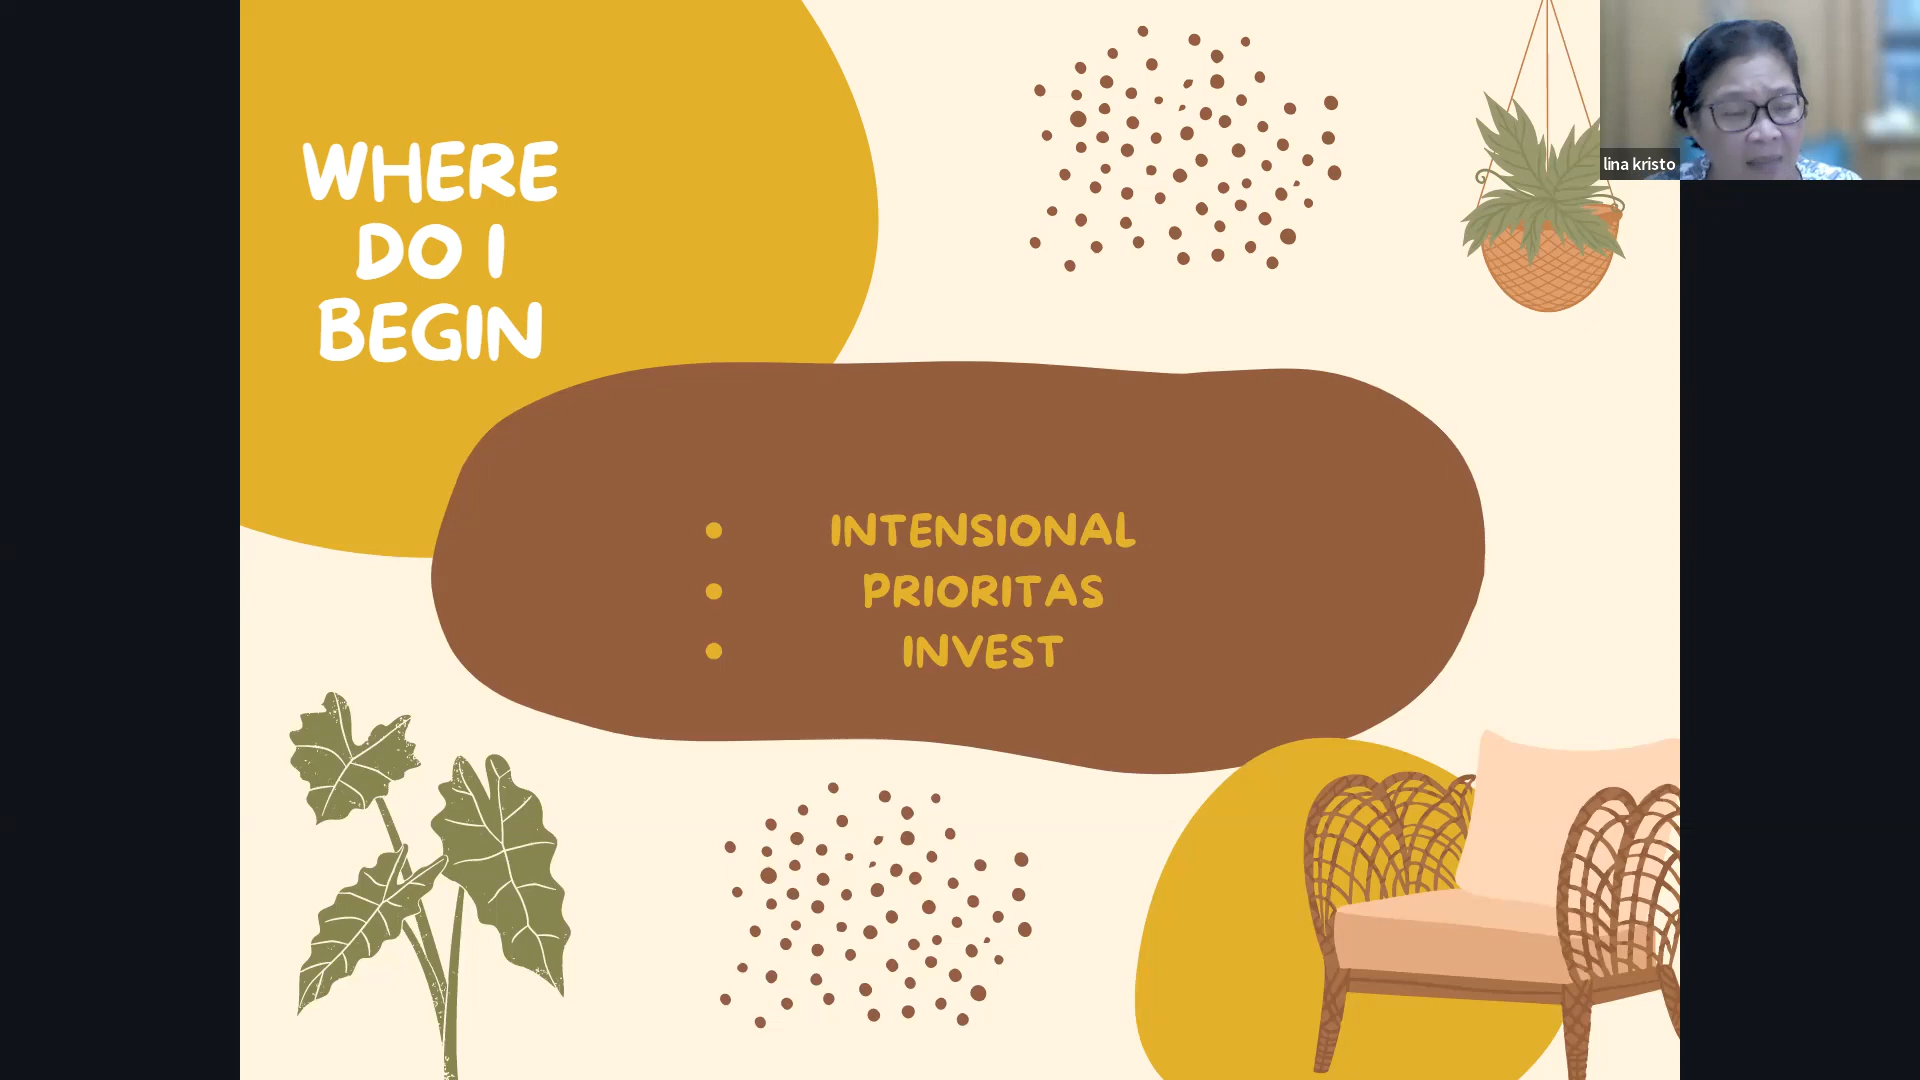 WHERE
DO I
BEGIN
lina kristo
• INTENSIONAL
• PRIORITAS
• INVEST